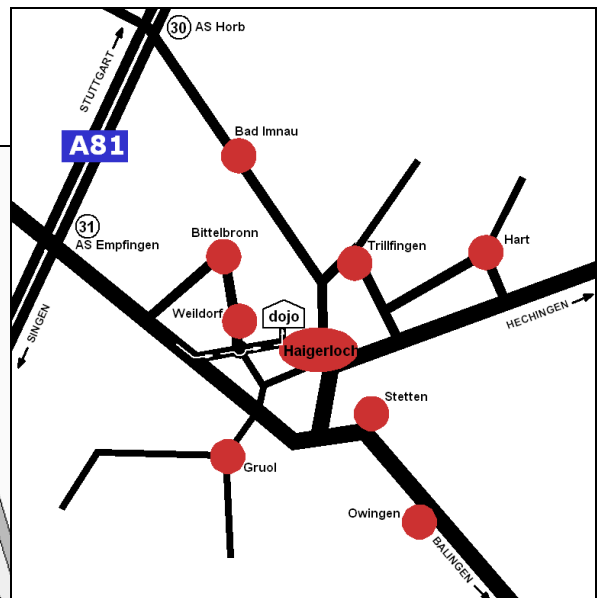 30 AS Horb
STUTTGART
Bad Imnau
A81
31
AS Empfingen
Bittelbronn
Trillfingen
Hart
Weildorf
dojo
HECHINGEN
SINGEN
Haigerloch
Stetten
Gruol
Owingen
BALINGEN